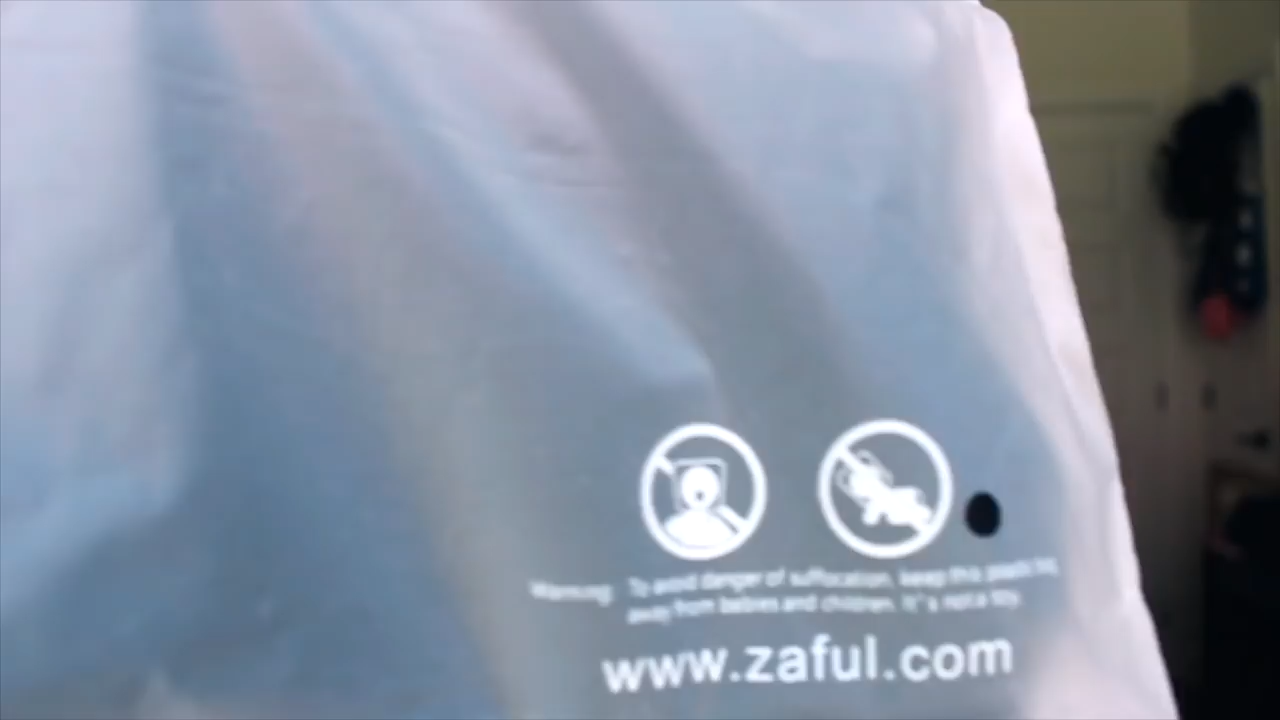 Warning: To avoid danger of suffocation, keep this plastic
away from babies and children. It's not a toy.
www.zaful.com